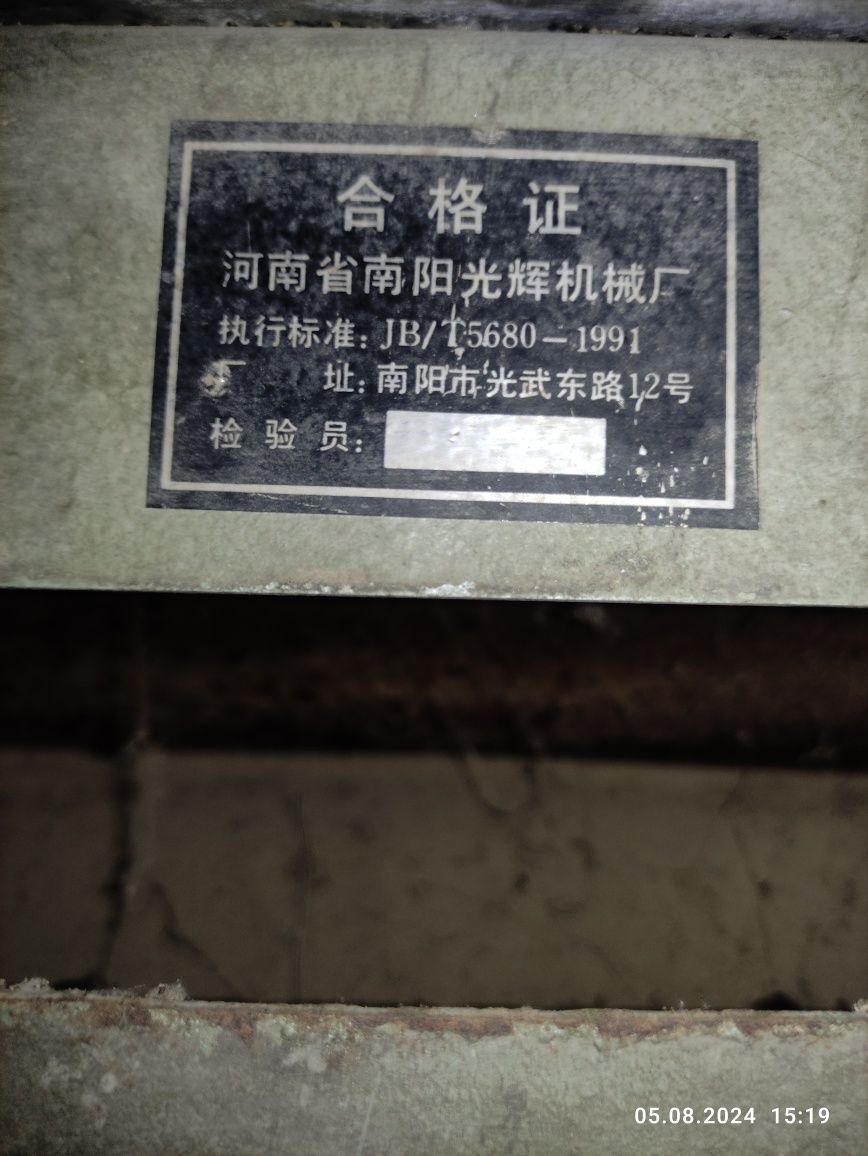 合格证
河南省南阳光辉机械厂
执行标准：JB/T5680－1991
厂 址：南阳市光武东路12号
检验员：
05.08.2024 15:19